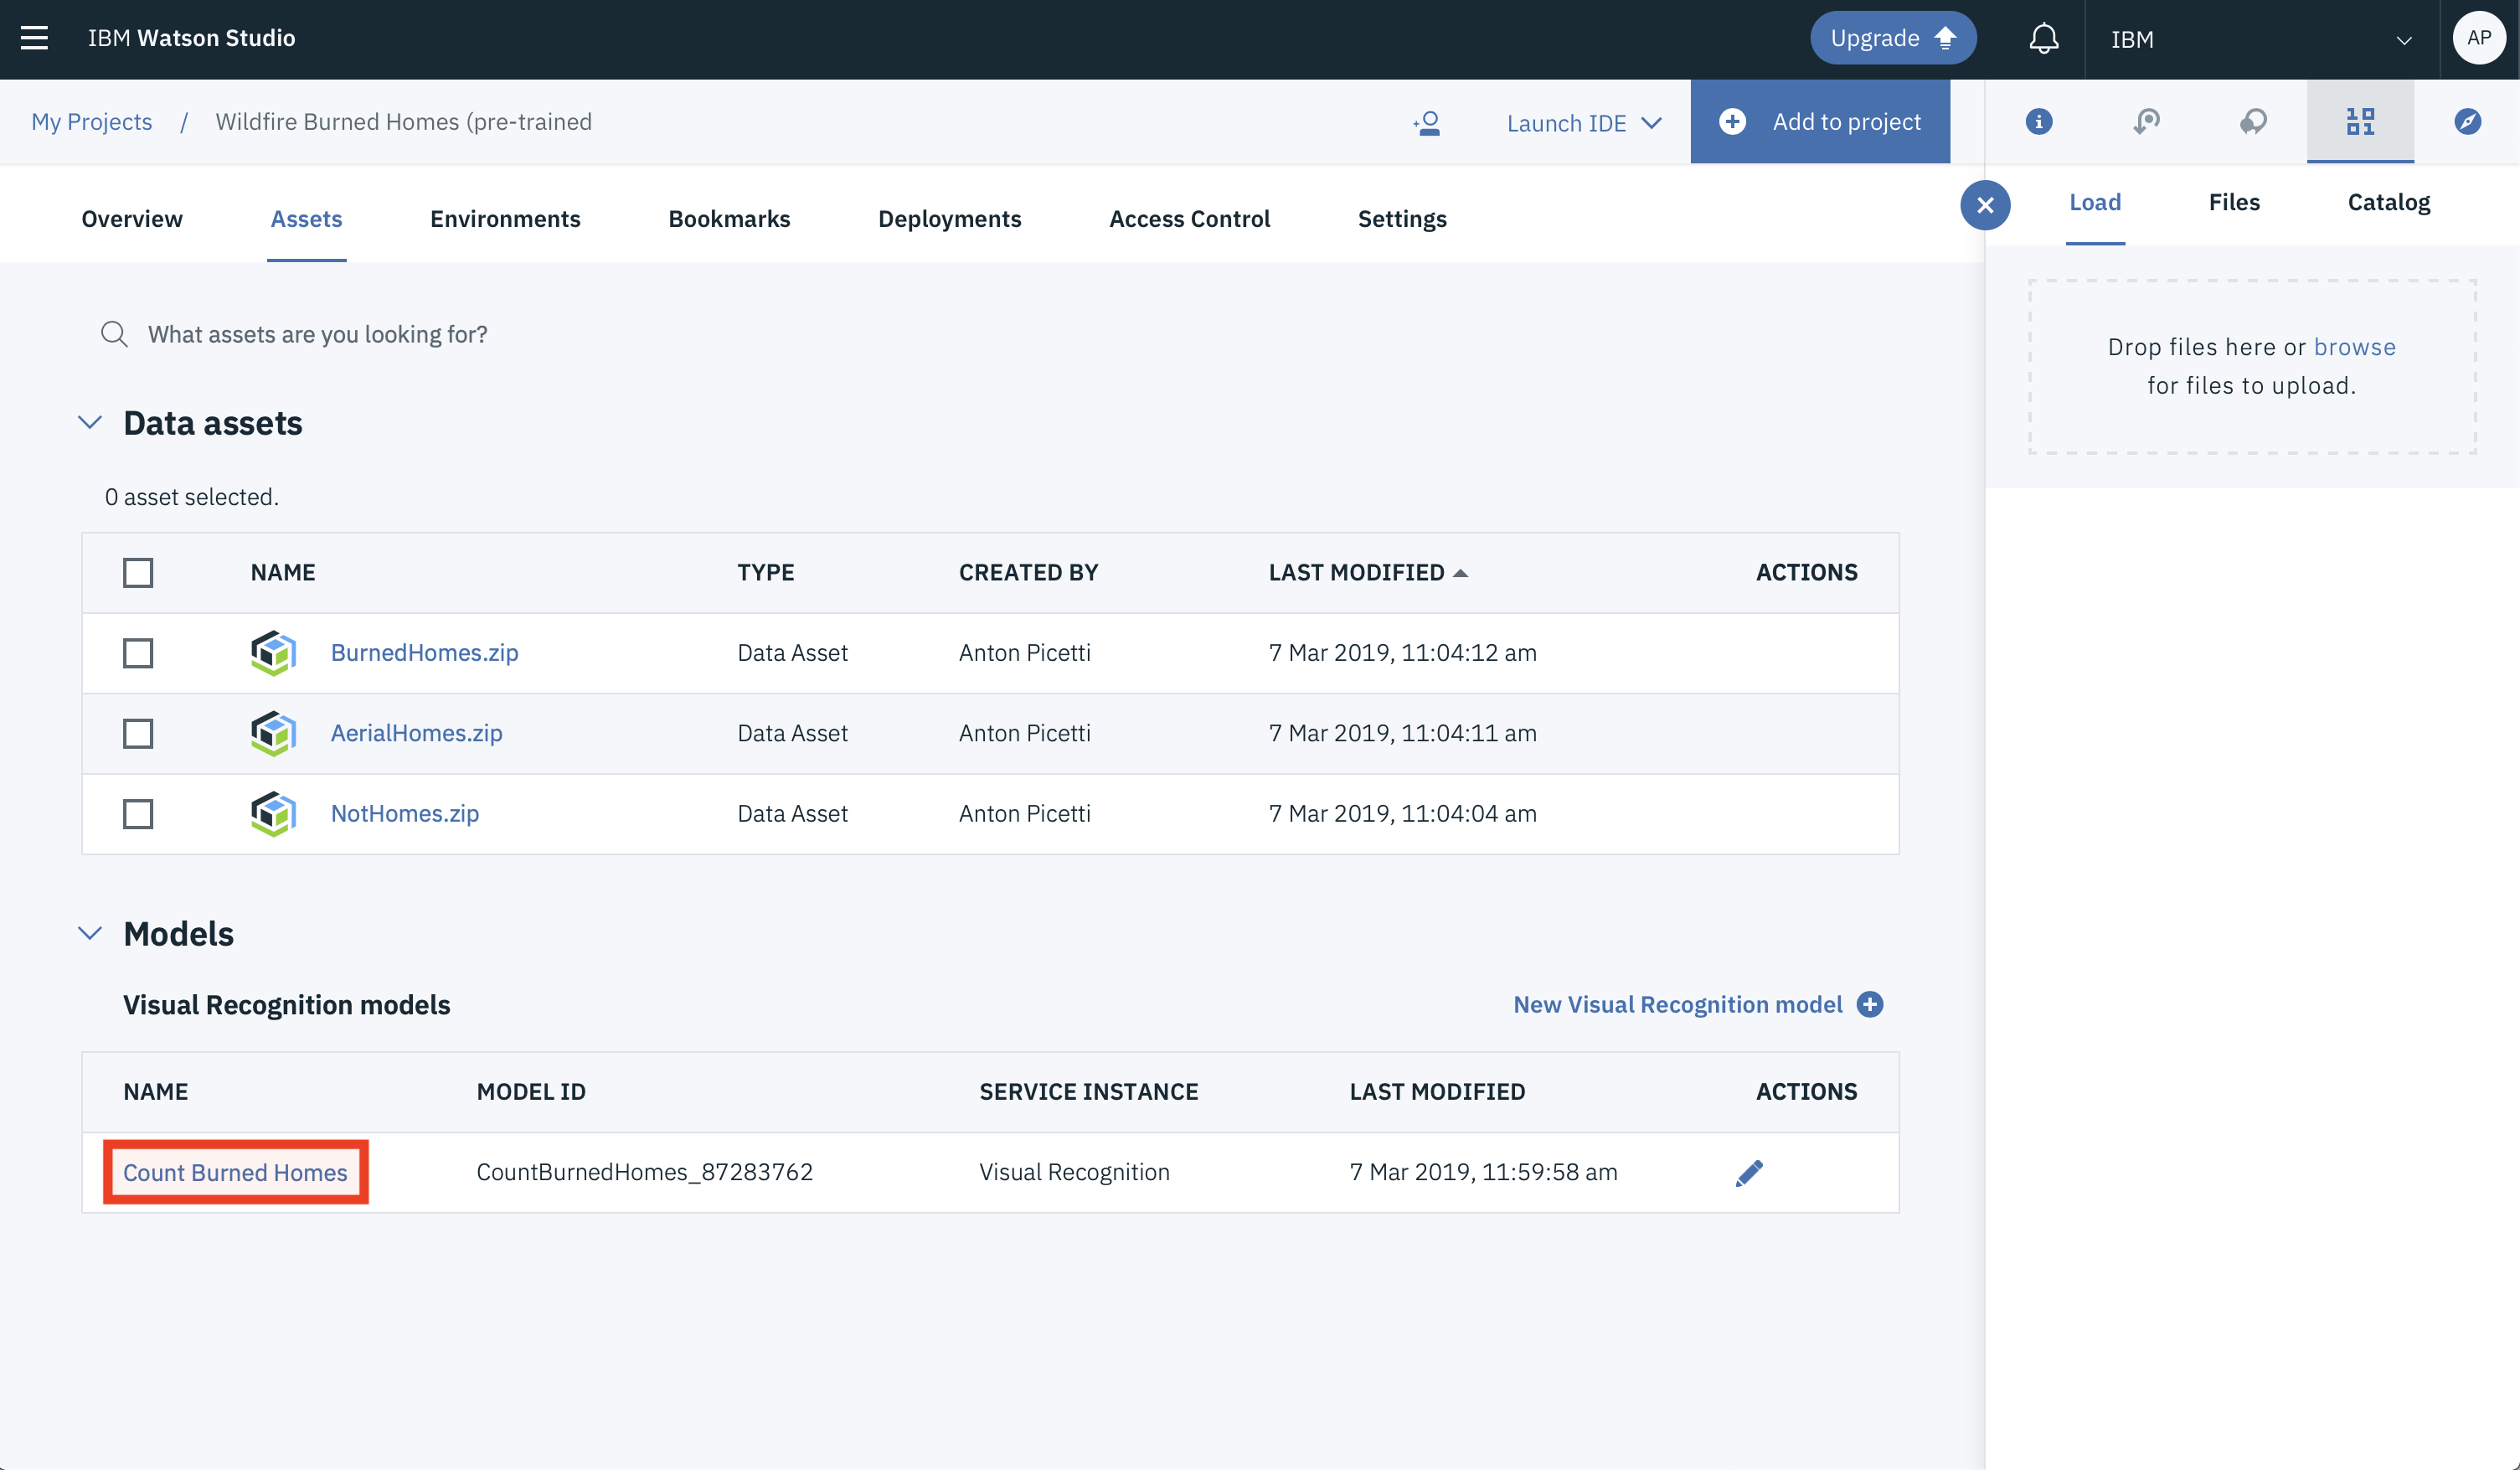 IBM Watson Studio
Upgrade
IBM
AP
My Projects / Wildfire Burned Homes (pre-trained
Launch IDE
Add to project
Overview
Assets
Environments
Bookmarks
Deployments
Access Control
Settings
Load
Files
Catalog
Drop files here or browse
for files to upload.
What assets are you looking for?
Data assets
0 asset selected.
NAME TYPE CREATED BY LAST MODIFIED ACTIONS
BurnedHomes.zip Data Asset Anton Picetti 7 Mar 2019, 11:04:12 am
AerialHomes.zip Data Asset Anton Picetti 7 Mar 2019, 11:04:11 am
NotHomes.zip Data Asset Anton Picetti 7 Mar 2019, 11:04:04 am
Models
Visual Recognition models
New Visual Recognition model
NAME MODEL ID SERVICE INSTANCE LAST MODIFIED ACTIONS
Count Burned Homes CountBurnedHomes_87283762 Visual Recognition 7 Mar 2019, 11:59:58 am